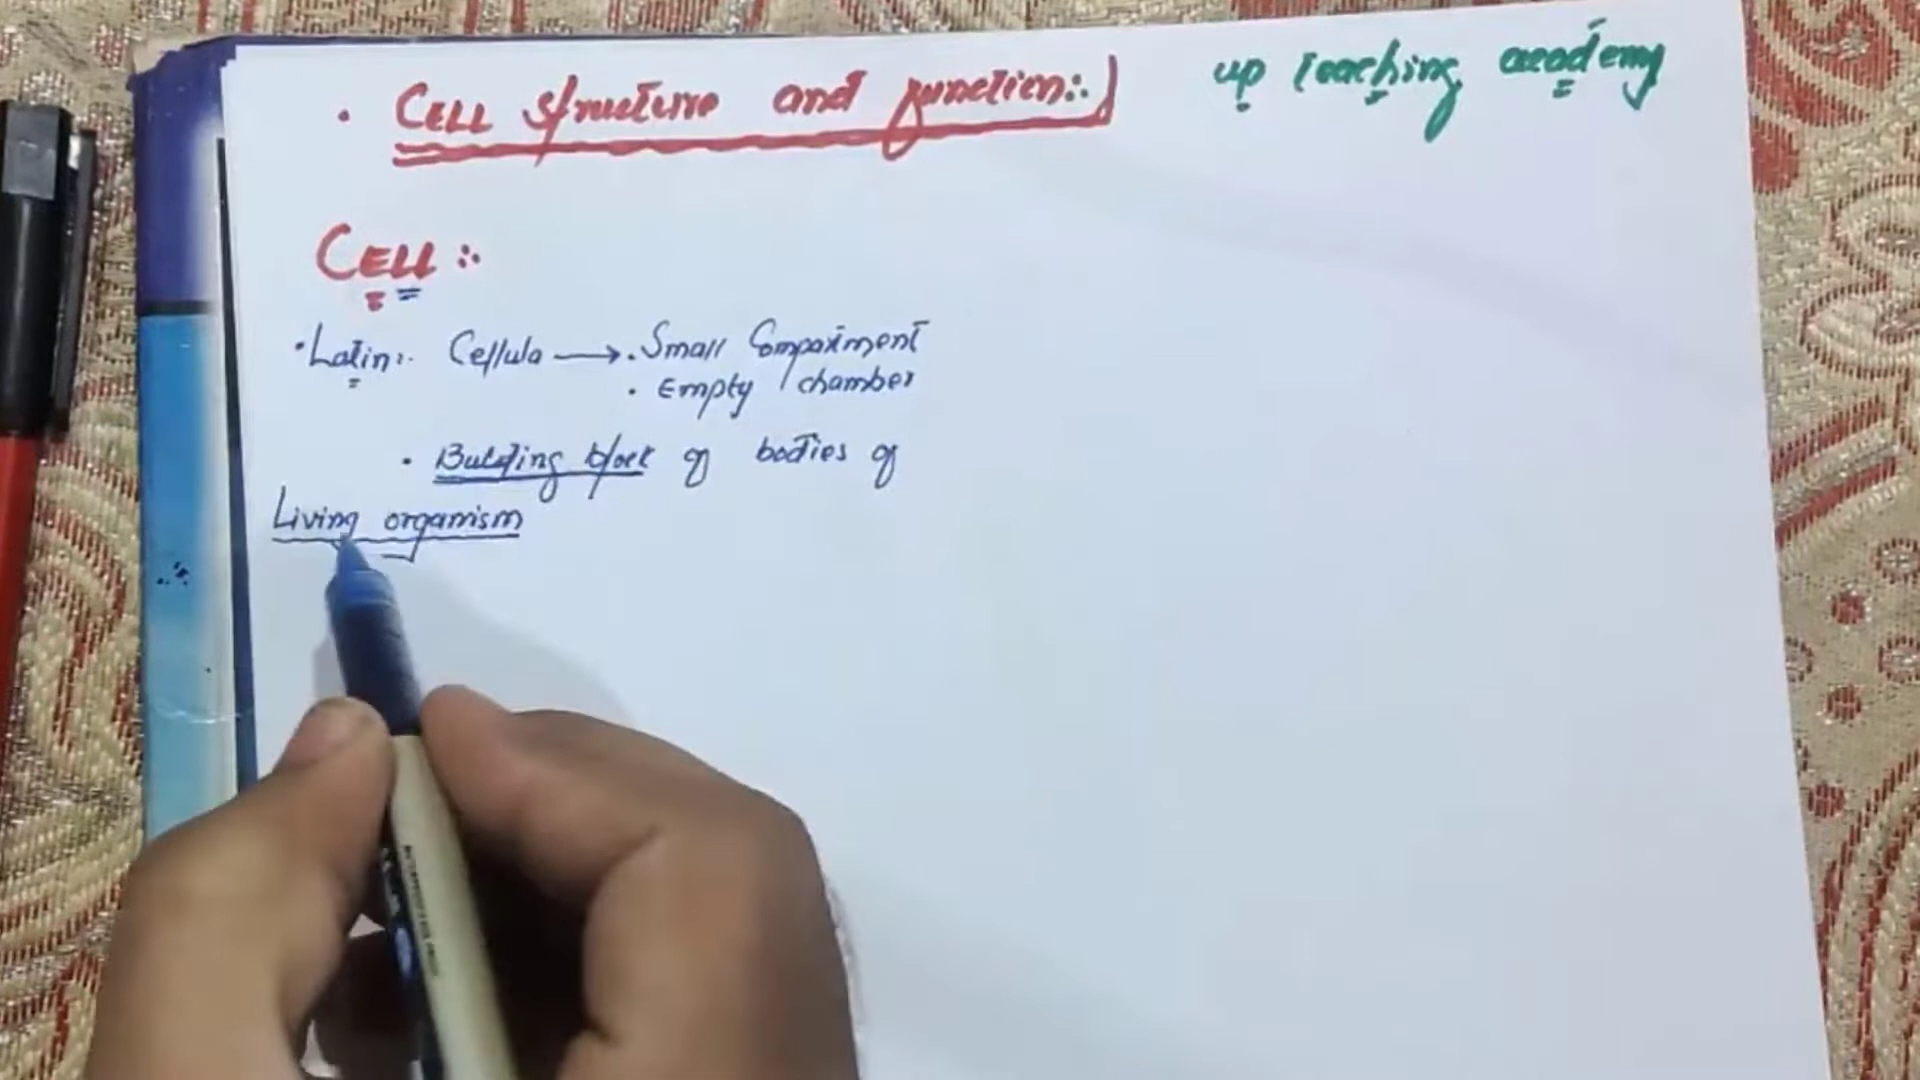 • CELL structure and function:-
up teaching academy
CELL :-
• Latin:- Cellula → • Small Compartment
• Empty chamber
• Building block of bodies of
Living organism